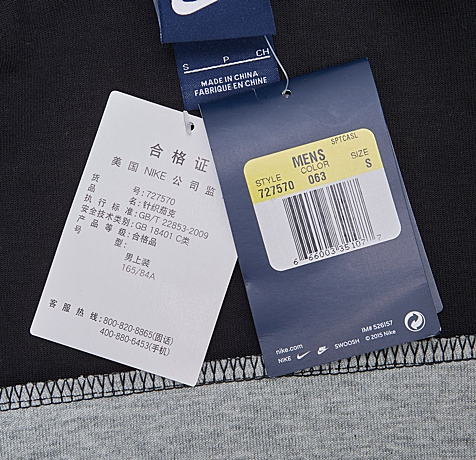 S P CH
MADE IN CHINA
FABRIQUE EN CHINE
合格证
美国 NIKE 公司监
货 号:727570
品 名:针织茄克
执行标准:GB/T 22853-2009
安全技术类别:GB 18401 C类
产品等级:合格品
号 型:
男上装
165/84A
客服热线:800-820-8865(固话)
400-880-6453(手机)
SPTCASL
MENS
STYLE COLOR SIZE
727570 063 S
nike.com
NIKE SWOOSH
IM# 526157
© 2015 Nike